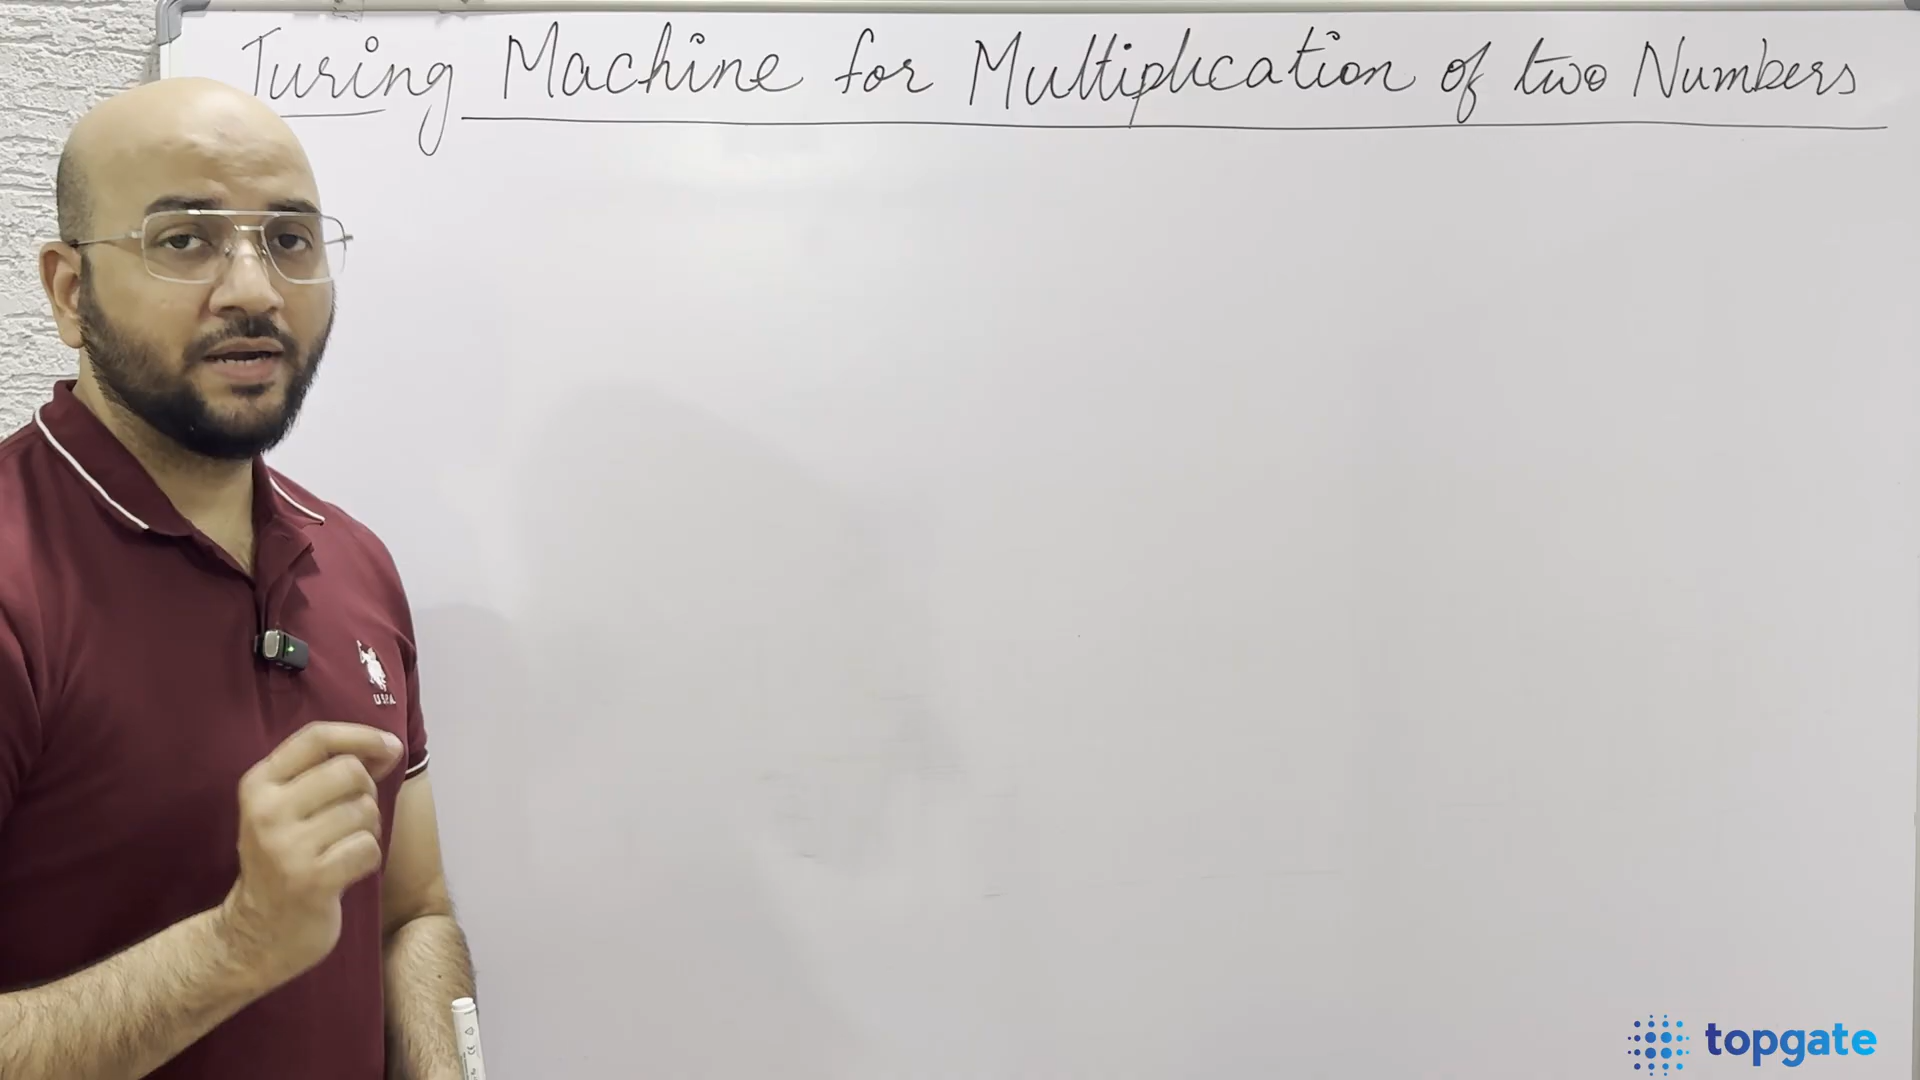 Turing Machine for Multiplication of two Numbers
U.S.P.A.
topgate